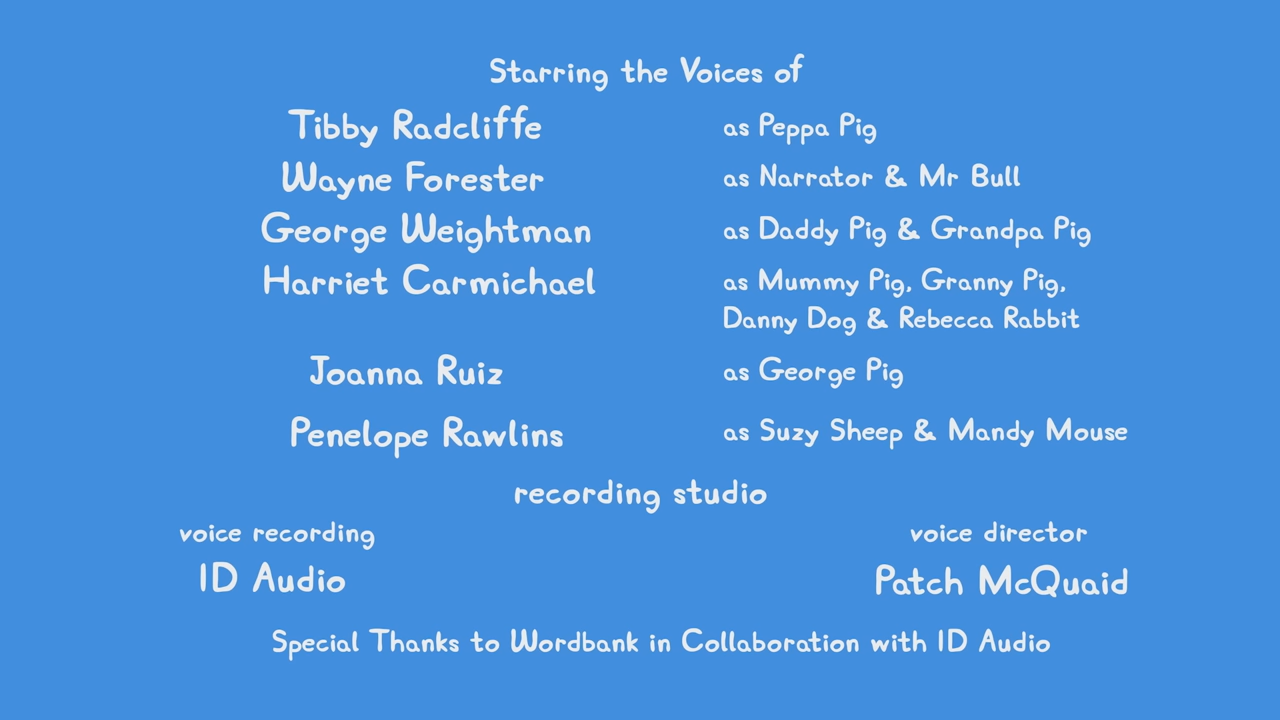 Starring the Voices of
Tibby Radcliffe as Peppa Pig
Wayne Forester as Narrator & Mr Bull
George Weightman as Daddy Pig & Grandpa Pig
Harriet Carmichael as Mummy Pig, Granny Pig,
Danny Dog & Rebecca Rabbit
Joanna Ruiz as George Pig
Penelope Rawlins as Suzy Sheep & Mandy Mouse
recording studio
voice recording voice director
ID Audio Patch McQuaid
Special Thanks to Wordbank in Collaboration with ID Audio